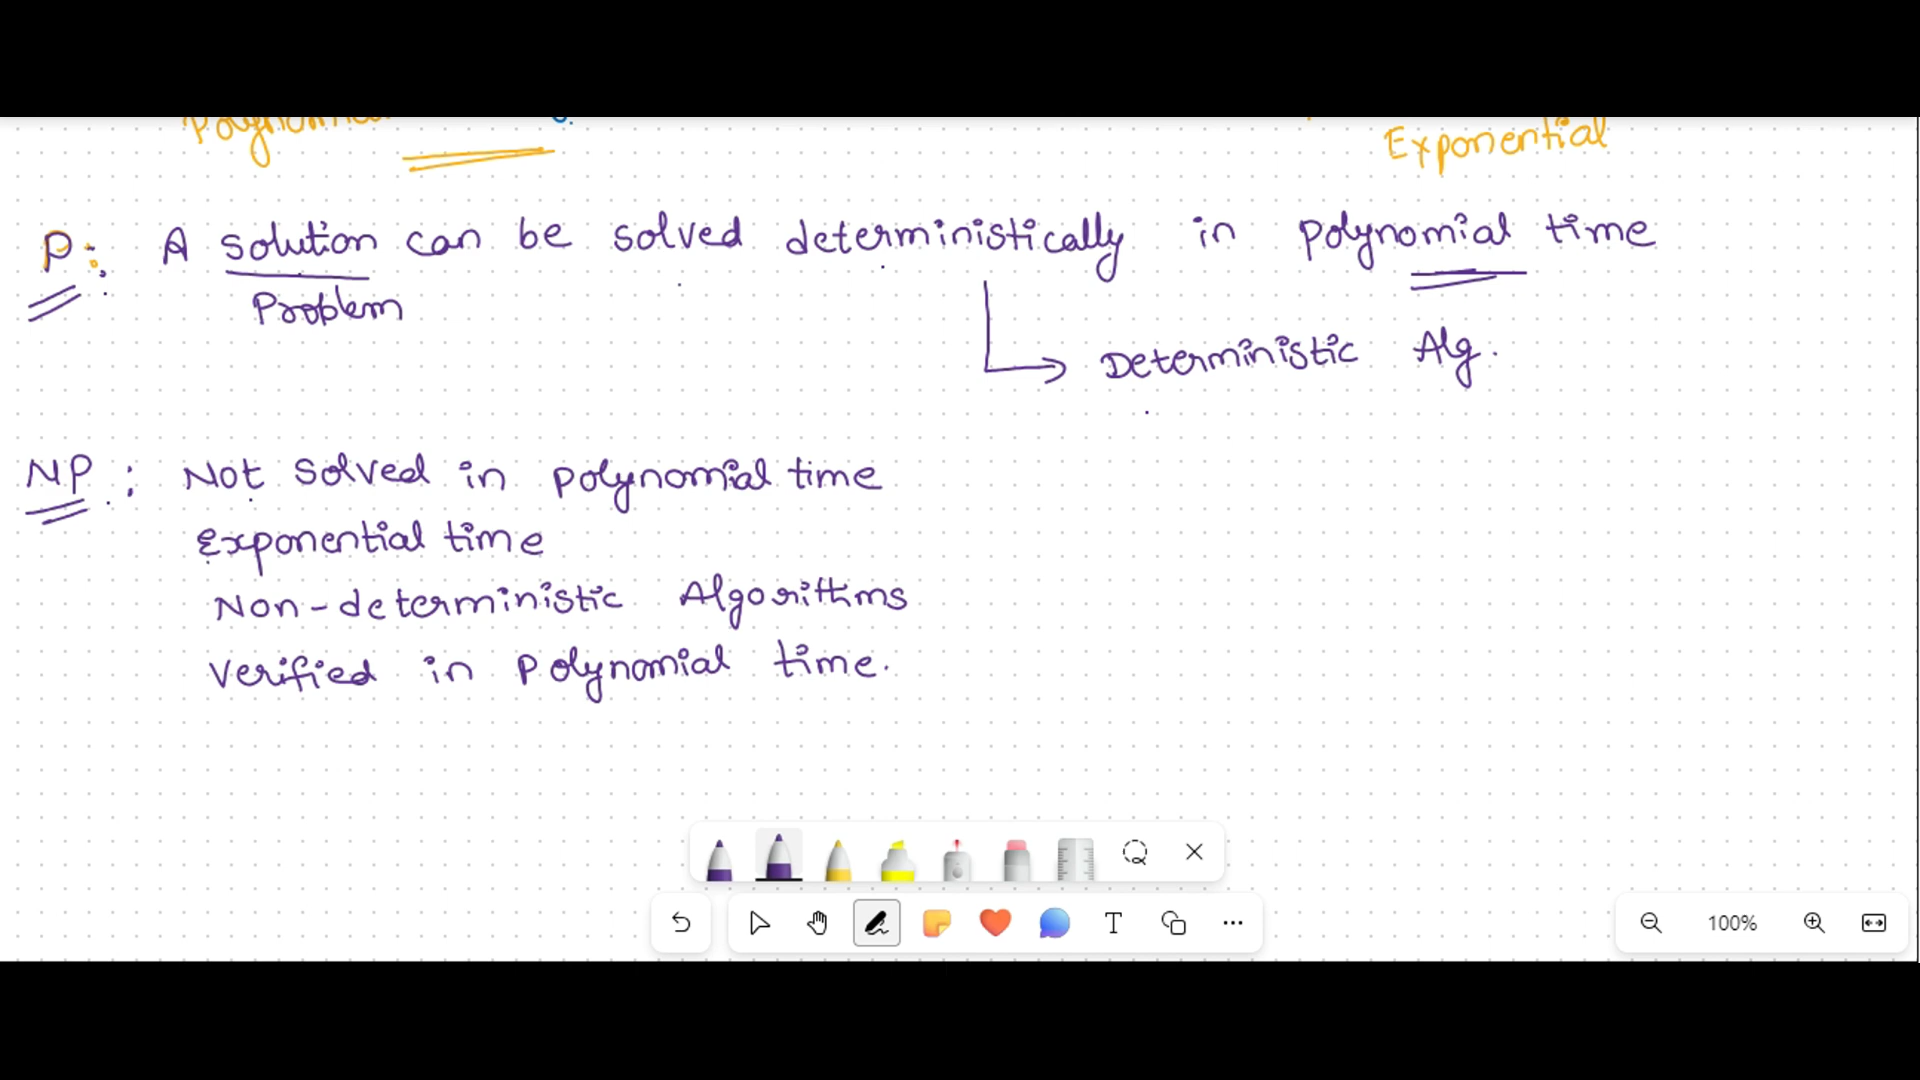 Polynomial
Exponential
P: A solution can be solved deterministically in polynomial time
Problem
Deterministic Alg.
NP: Not solved in polynomial time
Exponential time
Non-deterministic Algorithms
Verified in Polynomial time.
T
100%